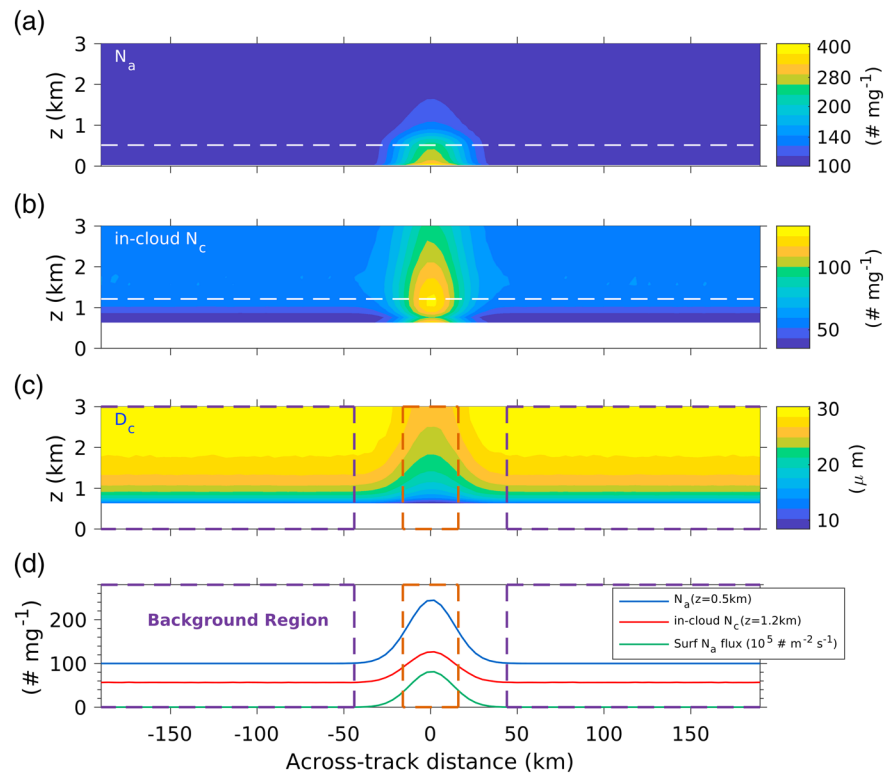 (a)
3
2
1
0
z (km)
N_a
400
280
200
140
100
(# mg^-1)
(b)
3
2
1
0
z (km)
in-cloud N_c
100
50
(# mg^-1)
(c)
3
2
1
0
z (km)
D_c
30
20
10
(μ m)
(d)
200
100
0
(# mg^-1)
Background Region
N_a(z=0.5km)
in-cloud N_c(z=1.2km)
Surf N_a flux (10^5 # m^-2 s^-1)
-150 -100 -50 0 50 100 150
Across-track distance (km)